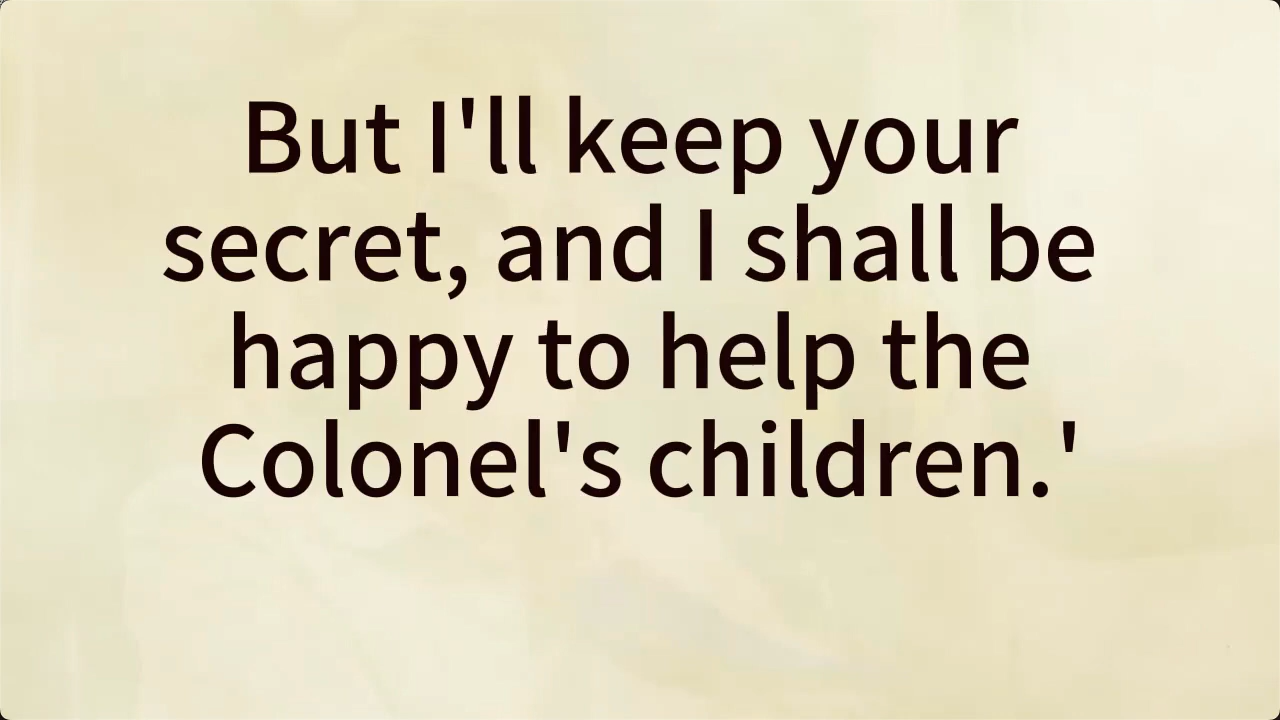 But I'll keep your
secret, and I shall be
happy to help the
Colonel's children.'